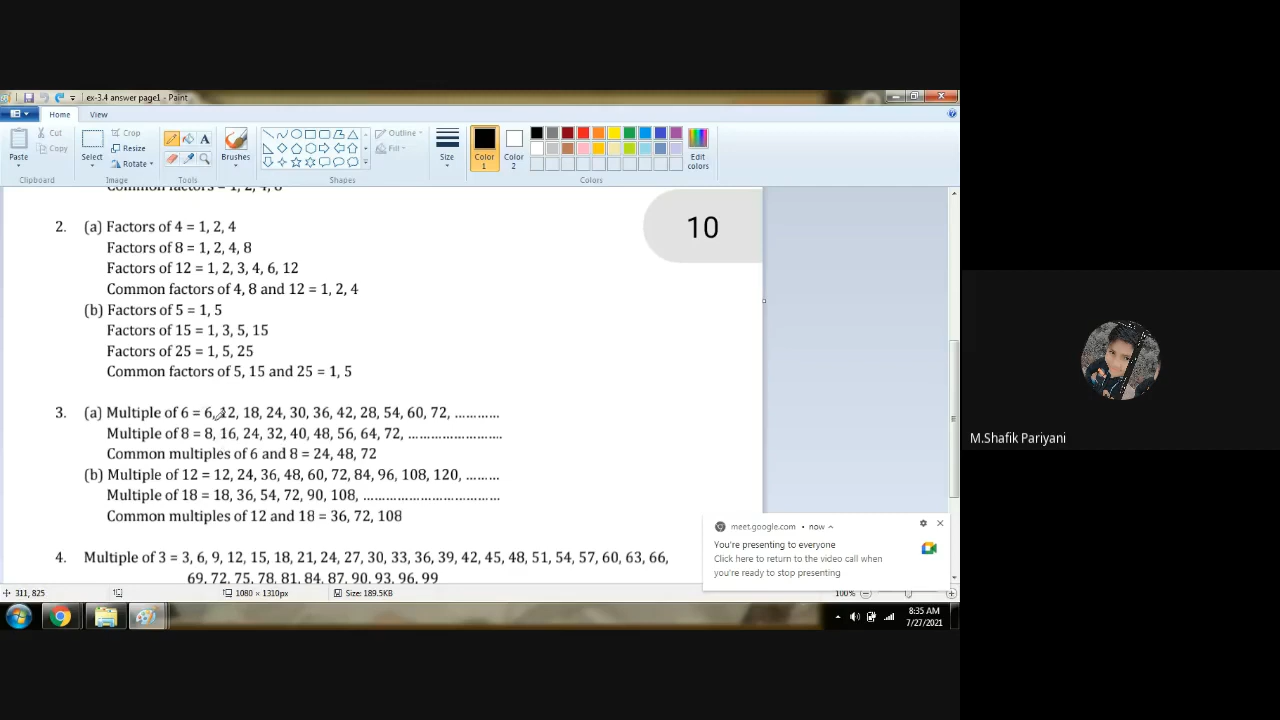 ex-3.4 answer page1 - Paint
Home
View
Paste
Cut
Copy
Clipboard
Select
Crop
Resize
Rotate
Image
A
Tools
Brushes
Outline
Fill
Shapes
Size
Color
1
Color
2
Edit
colors
Colors
Common factors = 1, 2, 4, 8
10
2. (a) Factors of 4 = 1, 2, 4
Factors of 8 = 1, 2, 4, 8
Factors of 12 = 1, 2, 3, 4, 6, 12
Common factors of 4, 8 and 12 = 1, 2, 4
(b) Factors of 5 = 1, 5
Factors of 15 = 1, 3, 5, 15
Factors of 25 = 1, 5, 25
Common factors of 5, 15 and 25 = 1, 5
3. (a) Multiple of 6 = 6, 12, 18, 24, 30, 36, 42, 28, 54, 60, 72, ............
Multiple of 8 = 8, 16, 24, 32, 40, 48, 56, 64, 72, .........................
Common multiples of 6 and 8 = 24, 48, 72
(b) Multiple of 12 = 12, 24, 36, 48, 60, 72, 84, 96, 108, 120, .........
Multiple of 18 = 18, 36, 54, 72, 90, 108, ....................................
Common multiples of 12 and 18 = 36, 72, 108
4. Multiple of 3 = 3, 6, 9, 12, 15, 18, 21, 24, 27, 30, 33, 36, 39, 42, 45, 48, 51, 54, 57, 60, 63, 66,
69, 72, 75, 78, 81, 84, 87, 90, 93, 96, 99
meet.google.com • now
You're presenting to everyone
Click here to return to the video call when
you're ready to stop presenting
311, 825
1080 × 1310px
Size: 189.5KB
100%
8:35 AM
7/27/2021
M.Shafik Pariyani